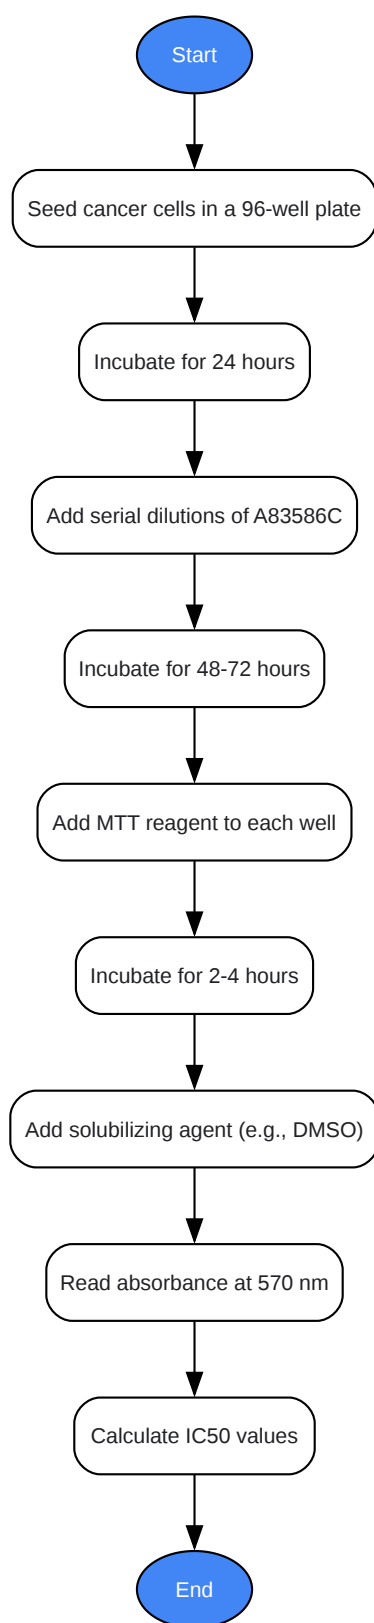 Start
Seed cancer cells in a 96-well plate
Incubate for 24 hours
Add serial dilutions of A83586C
Incubate for 48-72 hours
Add MTT reagent to each well
Incubate for 2-4 hours
Add solubilizing agent (e.g., DMSO)
Read absorbance at 570 nm
Calculate IC50 values
End